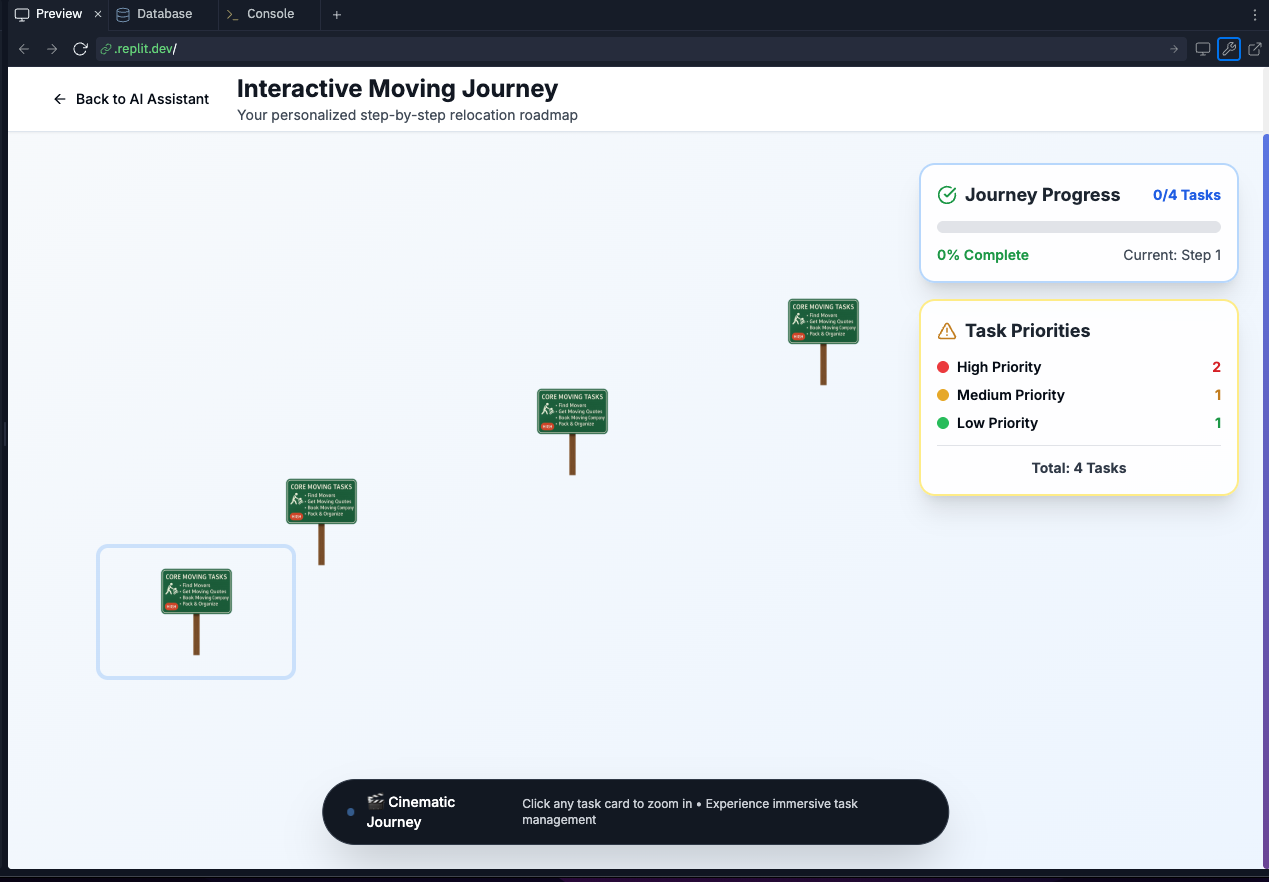 Preview
Database
Console
.replit.dev/
Back to AI Assistant
Interactive Moving Journey
Your personalized step-by-step relocation roadmap
Journey Progress
0/4 Tasks
0% Complete
Current: Step 1
Task Priorities
High Priority
2
Medium Priority
1
Low Priority
1
Total: 4 Tasks
CORE MOVING TASKS
• Find Movers
• Get Moving Quotes
• Book Moving Company
• Pack & Organize
HIGH
CORE MOVING TASKS
• Find Movers
• Get Moving Quotes
• Book Moving Company
• Pack & Organize
HIGH
CORE MOVING TASKS
• Find Movers
• Get Moving Quotes
• Book Moving Company
• Pack & Organize
HIGH
CORE MOVING TASKS
• Find Movers
• Get Moving Quotes
• Book Moving Company
• Pack & Organize
HIGH
🎬 Cinematic
Journey
Click any task card to zoom in • Experience immersive task
management